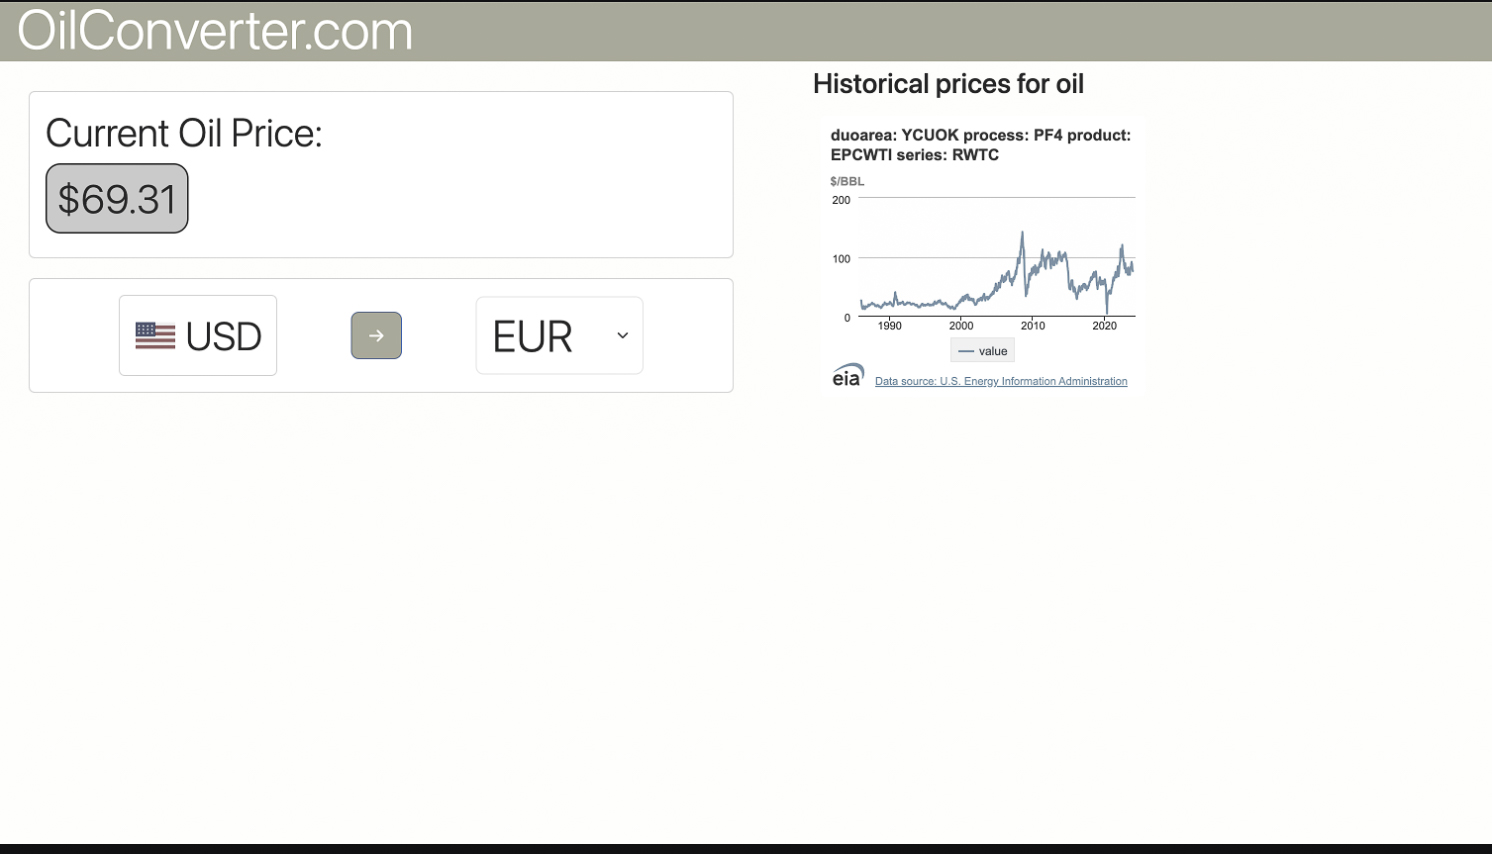 OilConverter.com
Current Oil Price:
$69.31
USD
→
EUR
Historical prices for oil
duoarea: YCUOK process: PF4 product:
EPCWTI series: RWTC
$/BBL
200
100
0
1990 2000 2010 2020
value
eia
Data source: U.S. Energy Information Administration